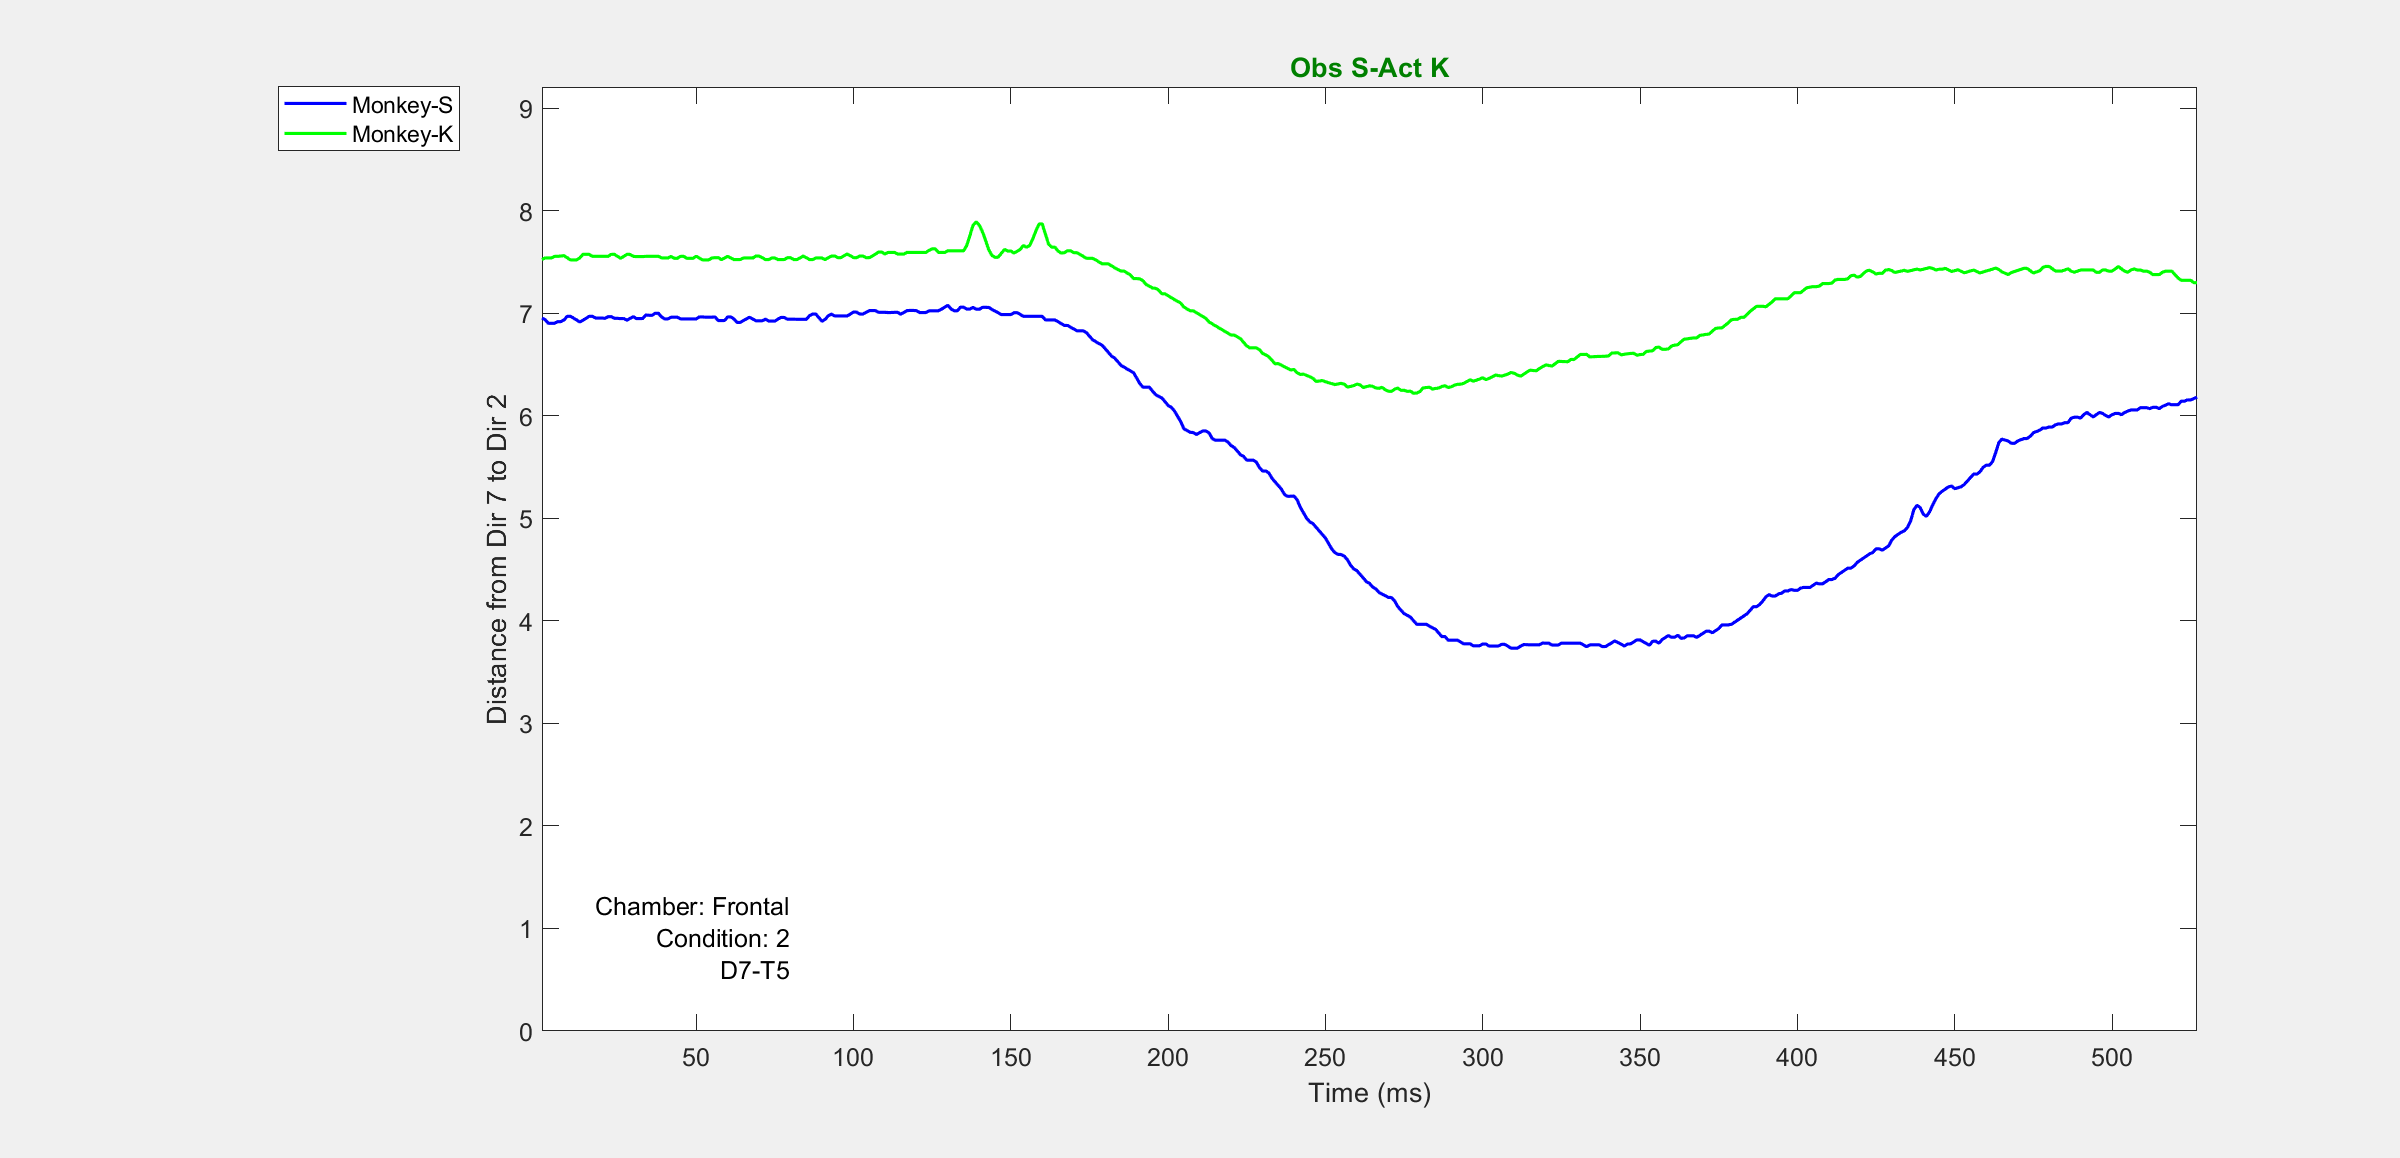 Obs S-Act K
Monkey-S
Monkey-K
9
8
7
6
5
4
3
2
1
0
Distance from Dir 7 to Dir 2
Chamber: Frontal
Condition: 2
D7-T5
50 100 150 200 250 300 350 400 450 500
Time (ms)